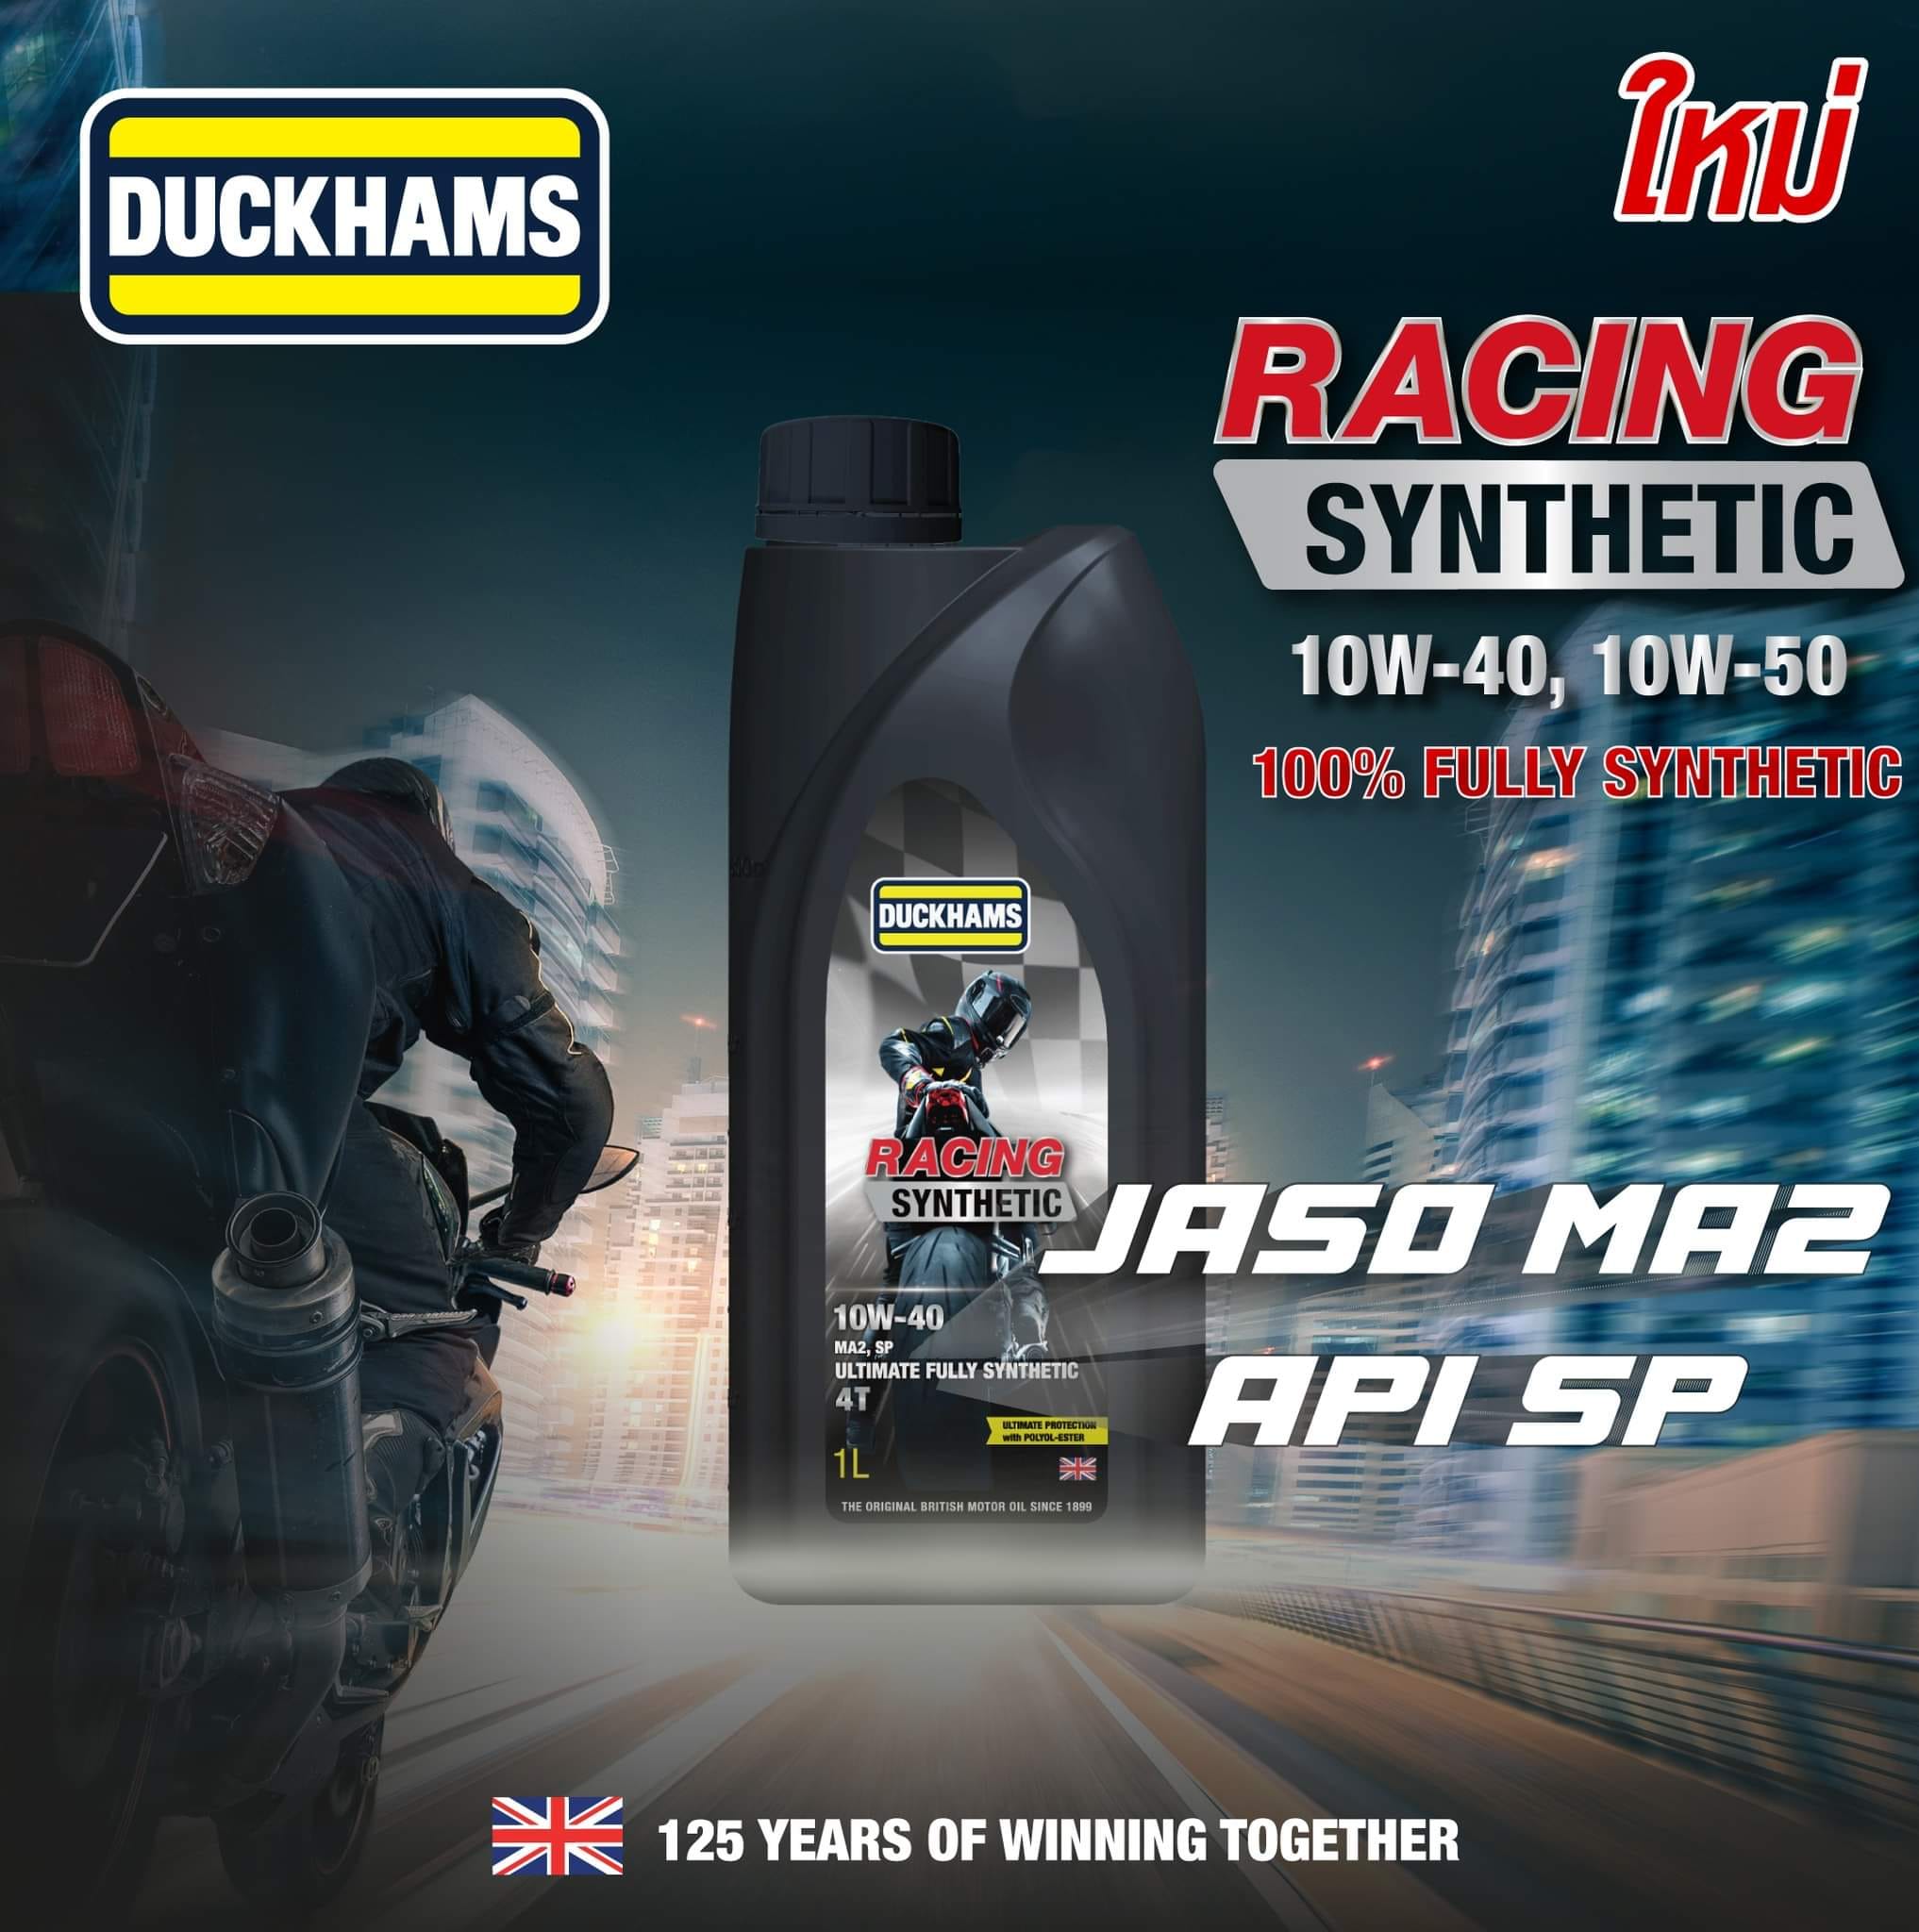 DUCKHAMS
ใหม่
RACING
SYNTHETIC
10W-40, 10W-50
100% FULLY SYNTHETIC
DUCKHAMS
RACING
SYNTHETIC
10W-40
MA2, SP
ULTIMATE FULLY SYNTHETIC
4T
ULTIMATE PROTECTION
with POLYOL-ESTER
1L
THE ORIGINAL BRITISH MOTOR OIL SINCE 1899
JASO MA2
API SP
125 YEARS OF WINNING TOGETHER